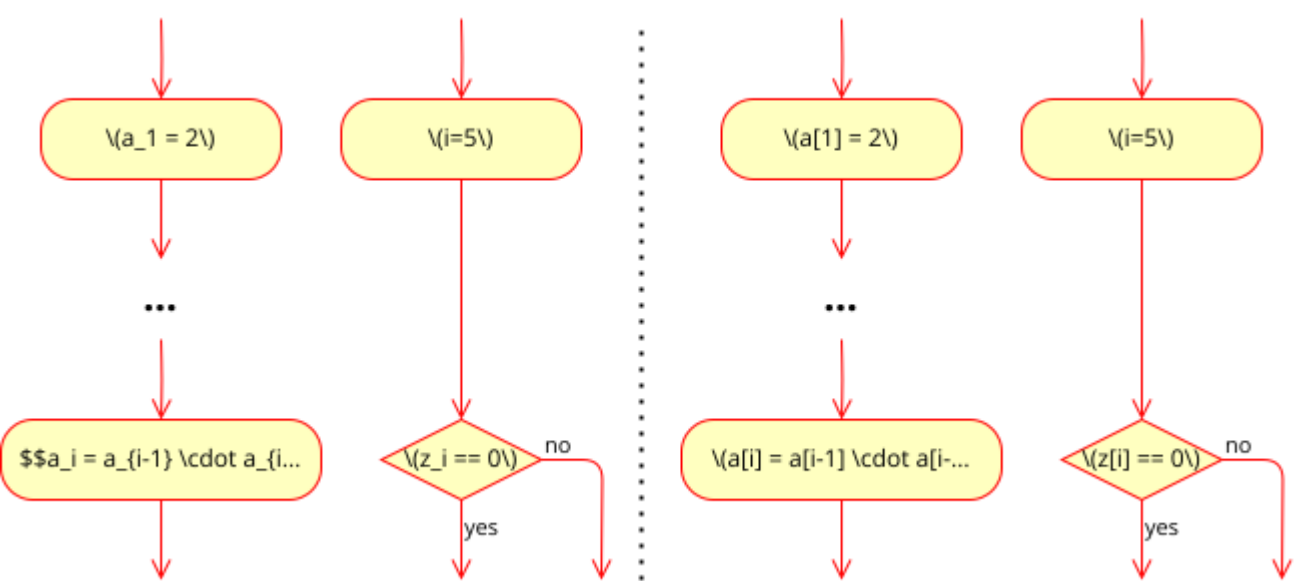 \(a_1 = 2\)
\(i=5\)
...
$$a_i = a_{i-1} \cdot a_{i...
\(z_i == 0\)
no
yes
\(a[1] = 2\)
\(i=5\)
...
\(a[i] = a[i-1] \cdot a[i-...
\(z[i] == 0\)
no
yes